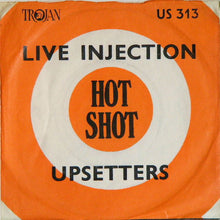 TROJAN US 313
LIVE INJECTION
HOT
SHOT
UPSETTERS